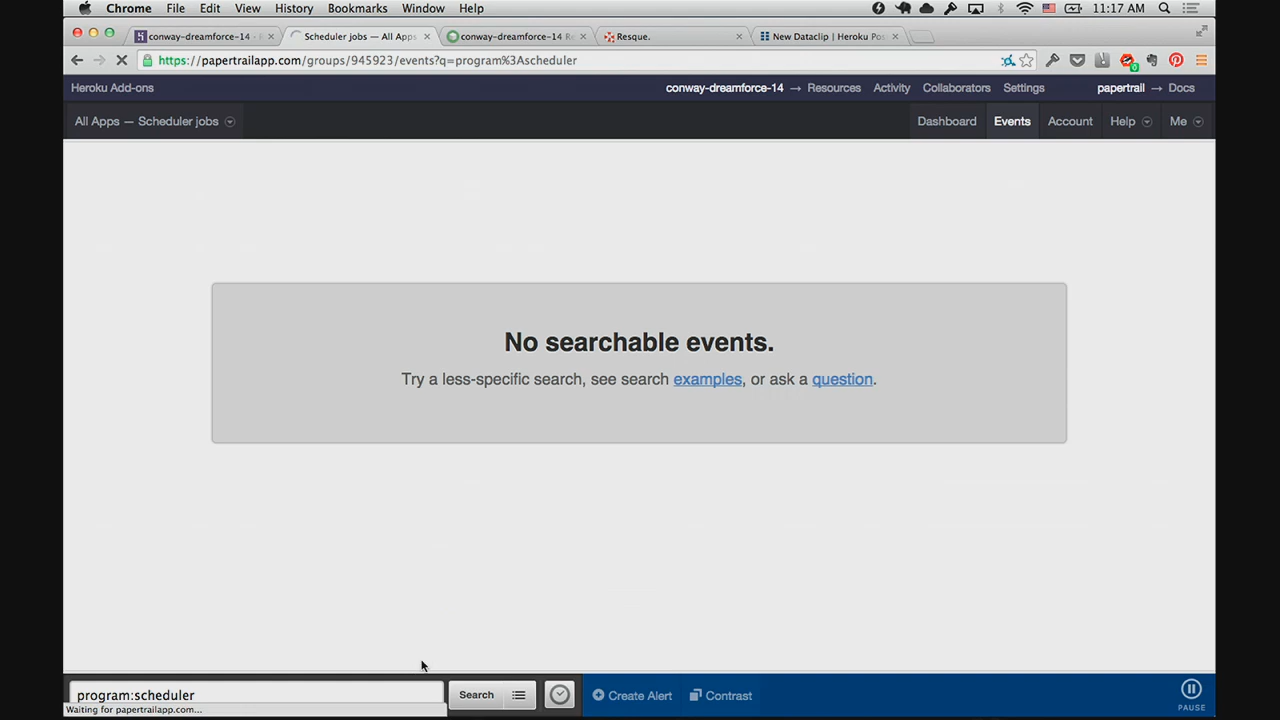 Chrome File Edit View History Bookmarks Window Help 11:17 AM
conway-dreamforce-14 - Scheduler jobs — All Apps conway-dreamforce-14 Re Resque. New Dataclip | Heroku Pos
https://papertrailapp.com/groups/945923/events?q=program%3Ascheduler
Heroku Add-ons conway-dreamforce-14 → Resources Activity Collaborators Settings papertrail → Docs
All Apps — Scheduler jobs Dashboard Events Account Help Me
No searchable events.
Try a less-specific search, see search examples, or ask a question.
program:scheduler Search Create Alert Contrast
PAUSE
Waiting for papertrailapp.com...